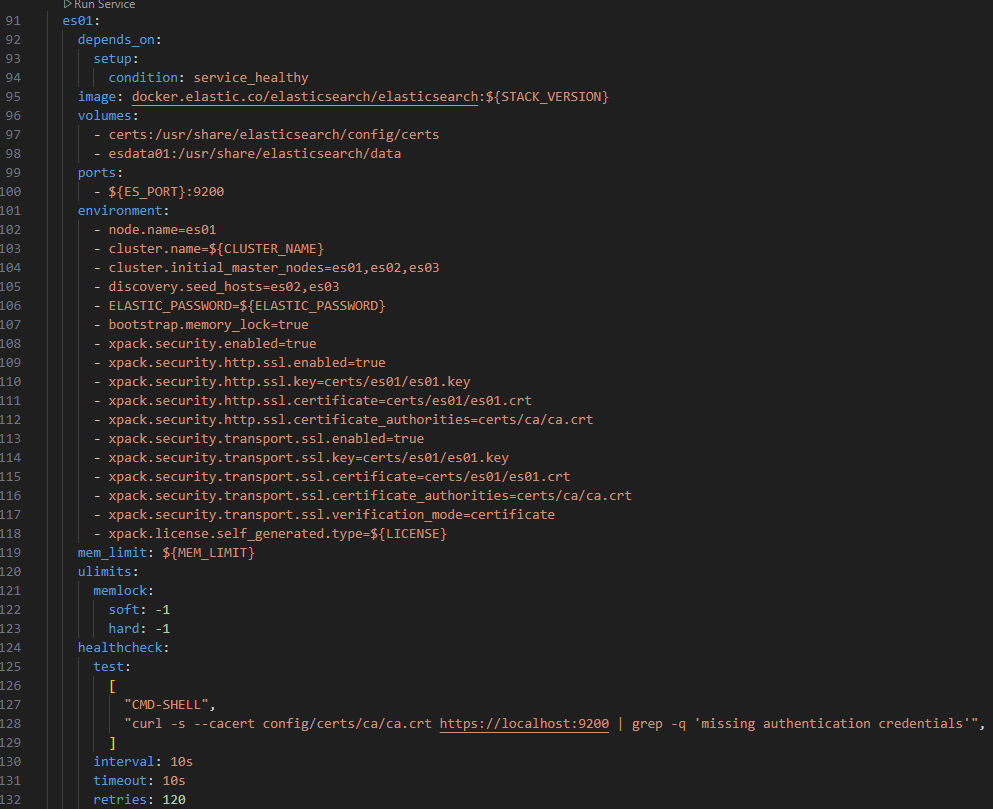 Run Service
91 es01:
92 depends_on:
93 setup:
94 condition: service_healthy
95 image: docker.elastic.co/elasticsearch/elasticsearch:${STACK_VERSION}
96 volumes:
97 - certs:/usr/share/elasticsearch/config/certs
98 - esdata01:/usr/share/elasticsearch/data
99 ports:
100 - ${ES_PORT}:9200
101 environment:
102 - node.name=es01
103 - cluster.name=${CLUSTER_NAME}
104 - cluster.initial_master_nodes=es01,es02,es03
105 - discovery.seed_hosts=es02,es03
106 - ELASTIC_PASSWORD=${ELASTIC_PASSWORD}
107 - bootstrap.memory_lock=true
108 - xpack.security.enabled=true
109 - xpack.security.http.ssl.enabled=true
110 - xpack.security.http.ssl.key=certs/es01/es01.key
111 - xpack.security.http.ssl.certificate=certs/es01/es01.crt
112 - xpack.security.http.ssl.certificate_authorities=certs/ca/ca.crt
113 - xpack.security.transport.ssl.enabled=true
114 - xpack.security.transport.ssl.key=certs/es01/es01.key
115 - xpack.security.transport.ssl.certificate=certs/es01/es01.crt
116 - xpack.security.transport.ssl.certificate_authorities=certs/ca/ca.crt
117 - xpack.security.transport.ssl.verification_mode=certificate
118 - xpack.license.self_generated.type=${LICENSE}
119 mem_limit: ${MEM_LIMIT}
120 ulimits:
121 memlock:
122 soft: -1
123 hard: -1
124 healthcheck:
125 test:
126 [
127 "CMD-SHELL",
128 "curl -s --cacert config/certs/ca/ca.crt https://localhost:9200 | grep -q 'missing authentication credentials'",
129 ]
130 interval: 10s
131 timeout: 10s
132 retries: 120